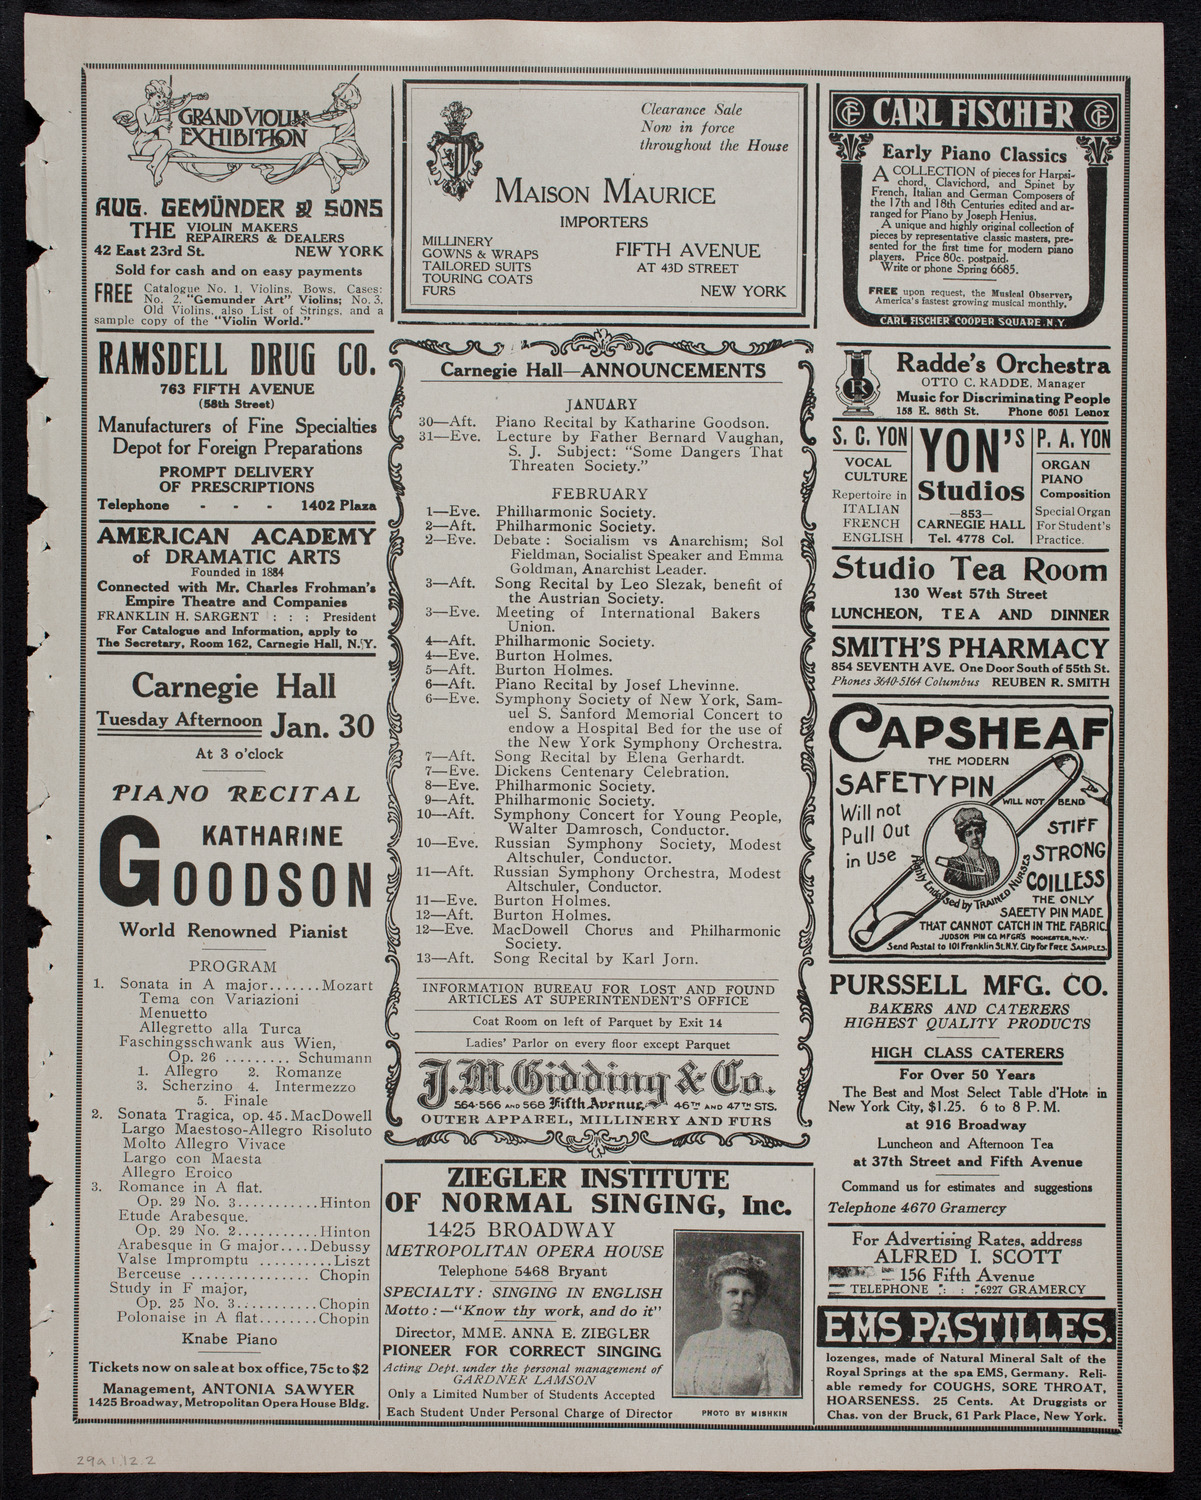 GRAND VIOLIN
EXHIBITION
AUG. GEMÜNDER & SONS
THE VIOLIN MAKERS
REPAIRERS & DEALERS
42 East 23rd St. NEW YORK
Sold for cash and on easy payments
FREE Catalogue No. 1, Violins, Bows, Cases:
No. 2, "Gemunder Art" Violins; No. 3,
Old Violins, also List of Strings, and a
sample copy of the "Violin World."
RAMSDELL DRUG CO.
763 FIFTH AVENUE
(58th Street)
Manufacturers of Fine Specialties
Depot for Foreign Preparations
PROMPT DELIVERY
OF PRESCRIPTIONS
Telephone - - - 1402 Plaza
AMERICAN ACADEMY
of DRAMATIC ARTS
Founded in 1884
Connected with Mr. Charles Frohman's
Empire Theatre and Companies
FRANKLIN H. SARGENT : : : President
For Catalogue and Information, apply to
The Secretary, Room 162, Carnegie Hall, N. Y.
Carnegie Hall
Tuesday Afternoon Jan. 30
At 3 o'clock
PIANO RECITAL
KATHARINE
GOODSON
World Renowned Pianist
PROGRAM
1. Sonata in A major.......Mozart
Tema con Variazioni
Menuetto
Allegretto alla Turca
Faschingsschwank aus Wien,
Op. 26 ......... Schumann
1. Allegro 2. Romanze
3. Scherzino 4. Intermezzo
5. Finale
2. Sonata Tragica, op. 45.MacDowell
Largo Maestoso-Allegro Risoluto
Molto Allegro Vivace
Largo con Maesta
Allegro Eroico
3. Romance in A flat.
Op. 29 No. 3...........Hinton
Etude Arabesque.
Op. 29 No. 2...........Hinton
Arabesque in G major....Debussy
Valse Impromptu ..........Liszt
Berceuse ............... Chopin
Study in F major,
Op. 25 No. 3...........Chopin
Polonaise in A flat........Chopin
Knabe Piano
Tickets now on sale at box office, 75c to $2
Management, ANTONIA SAWYER
1425 Broadway, Metropolitan Opera House Bldg.
Clearance Sale
Now in force
throughout the House
MAISON MAURICE
IMPORTERS
MILLINERY
GOWNS & WRAPS
TAILORED SUITS
TOURING COATS
FURS
FIFTH AVENUE
AT 43D STREET
NEW YORK
Carnegie Hall—ANNOUNCEMENTS
JANUARY
30—Aft. Piano Recital by Katharine Goodson.
31—Eve. Lecture by Father Bernard Vaughan,
S. J. Subject: "Some Dangers That
Threaten Society."
FEBRUARY
1—Eve. Philharmonic Society.
2—Aft. Philharmonic Society.
2—Eve. Debate: Socialism vs Anarchism; Sol
Fieldman, Socialist Speaker and Emma
Goldman, Anarchist Leader.
3—Aft. Song Recital by Leo Slezak, benefit of
the Austrian Society.
3—Eve. Meeting of International Bakers
Union.
4—Aft. Philharmonic Society.
4—Eve. Burton Holmes.
5—Aft. Burton Holmes.
6—Aft. Piano Recital by Josef Lhevinne.
6—Eve. Symphony Society of New York, Sam-
uel S. Sanford Memorial Concert to
endow a Hospital Bed for the use of
the New York Symphony Orchestra.
7—Aft. Song Recital by Elena Gerhardt.
7—Eve. Dickens Centenary Celebration.
8—Eve. Philharmonic Society.
9—Aft. Philharmonic Society.
10—Aft. Symphony Concert for Young People,
Walter Damrosch, Conductor.
10—Eve. Russian Symphony Society, Modest
Altschuler, Conductor.
11—Aft. Russian Symphony Orchestra, Modest
Altschuler, Conductor.
11—Eve. Burton Holmes.
12—Aft. Burton Holmes.
12—Eve. MacDowell Chorus and Philharmonic
Society.
13—Aft. Song Recital by Karl Jorn.
INFORMATION BUREAU FOR LOST AND FOUND
ARTICLES AT SUPERINTENDENT'S OFFICE
Coat Room on left of Parquet by Exit 14
Ladies' Parlor on every floor except Parquet
J.M. Gidding & Co.
564-566 AND 568 Fifth Avenue, 46TH AND 47TH STS.
OUTER APPAREL, MILLINERY AND FURS
ZIEGLER INSTITUTE
OF NORMAL SINGING, Inc.
1425 BROADWAY
METROPOLITAN OPERA HOUSE
Telephone 5468 Bryant
SPECIALTY: SINGING IN ENGLISH
Motto:—"Know thy work, and do it"
Director, MME. ANNA E. ZIEGLER
PIONEER FOR CORRECT SINGING
Acting Dept. under the personal management of
GARDNER LAMSON
Only a Limited Number of Students Accepted
Each Student Under Personal Charge of Director
PHOTO BY MISHKIN
CF CARL FISCHER CF
Early Piano Classics
A COLLECTION of pieces for Harpsi-
chord, Clavichord, and Spinet by
French, Italian and German Composers of
the 17th and 18th Centuries edited and ar-
ranged for Piano by Joseph Henius.
A unique and highly original collection of
pieces by representative classic masters, pre-
sented for the first time for modern piano
players. Price 80c. postpaid.
Write or phone Spring 6685.
FREE upon request, the Musical Observer,
America's fastest growing musical monthly.
CARL FISCHER COOPER SQUARE. N.Y.
R
Radde's Orchestra
OTTO C. RADDE, Manager
Music for Discriminating People
158 E. 86th St. Phone 6051 Lenox
S. C. YON
VOCAL
CULTURE
Repertoire in
ITALIAN
FRENCH
ENGLISH
YON'S
Studios
—853—
CARNEGIE HALL
Tel. 4778 Col.
P. A. YON
ORGAN
PIANO
Composition
Special Organ
For Student's
Practice.
Studio Tea Room
130 West 57th Street
LUNCHEON, TEA AND DINNER
SMITH'S PHARMACY
854 SEVENTH AVE. One Door South of 55th St.
Phones 3640-5164 Columbus REUBEN R. SMITH
CAPSHEAF
THE MODERN
SAFETY PIN
WILL NOT BEND
Will not
Pull Out
in Use
STIFF
STRONG
COILLESS
Highly Endorsed by TRAINED NURSES
THE ONLY
SAFETY PIN MADE
THAT CANNOT CATCH IN THE FABRIC
JUDSON PIN CO. MFGR'S ROCHESTER, N.Y.
Send Postal to 101 Franklin St. N.Y. City for FREE SAMPLES.
PURSSELL MFG. CO.
BAKERS AND CATERERS
HIGHEST QUALITY PRODUCTS
HIGH CLASS CATERERS
For Over 50 Years
The Best and Most Select Table d'Hote in
New York City, $1.25. 6 to 8 P. M.
at 916 Broadway
Luncheon and Afternoon Tea
at 37th Street and Fifth Avenue
Command us for estimates and suggestions
Telephone 4670 Gramercy
For Advertising Rates, address
ALFRED I. SCOTT
156 Fifth Avenue
TELEPHONE : : 6227 GRAMERCY
EMS PASTILLES.
lozenges, made of Natural Mineral Salt of the
Royal Springs at the spa EMS, Germany. Reli-
able remedy for COUGHS, SORE THROAT,
HOARSENESS. 25 Cents. At Druggists or
Chas. von der Bruck, 61 Park Place, New York.
29a1.12.2